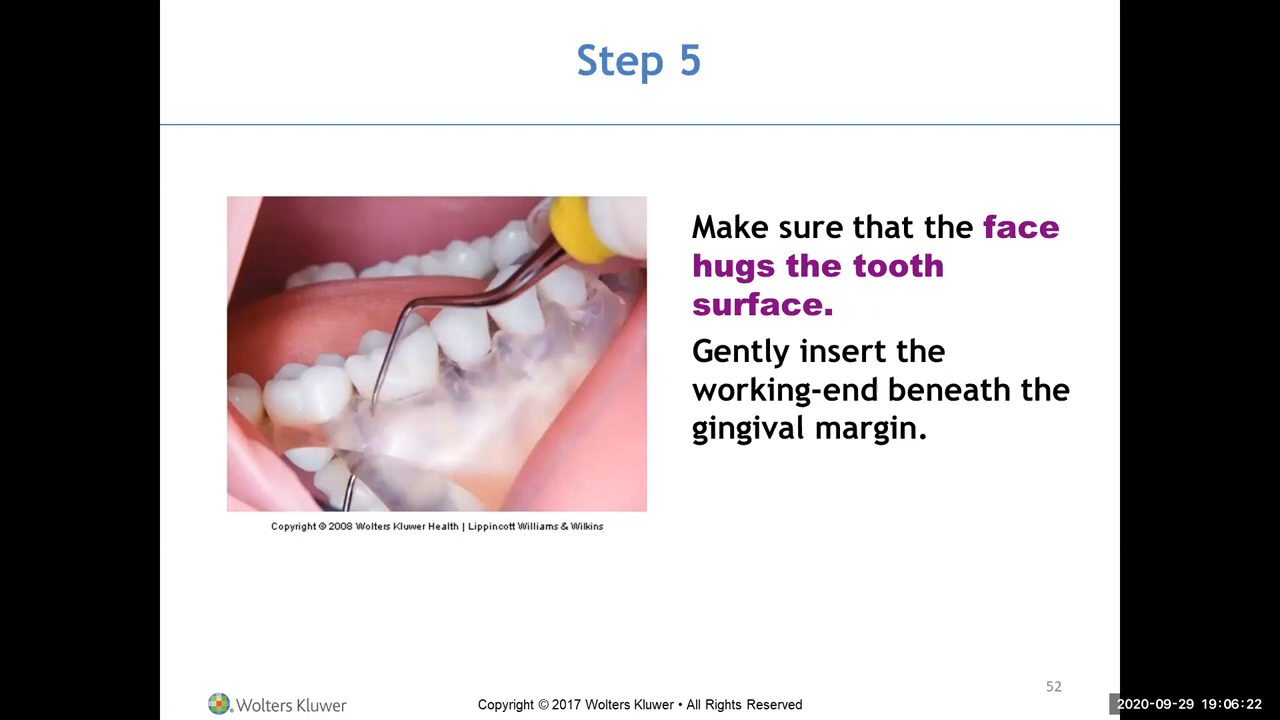 Step 5
Make sure that the face
hugs the tooth
surface.
Gently insert the
working-end beneath the
gingival margin.
Copyright © 2008 Wolters Kluwer Health | Lippincott Williams & Wilkins
52
Wolters Kluwer
Copyright © 2017 Wolters Kluwer • All Rights Reserved
2020-09-29 19:06:22